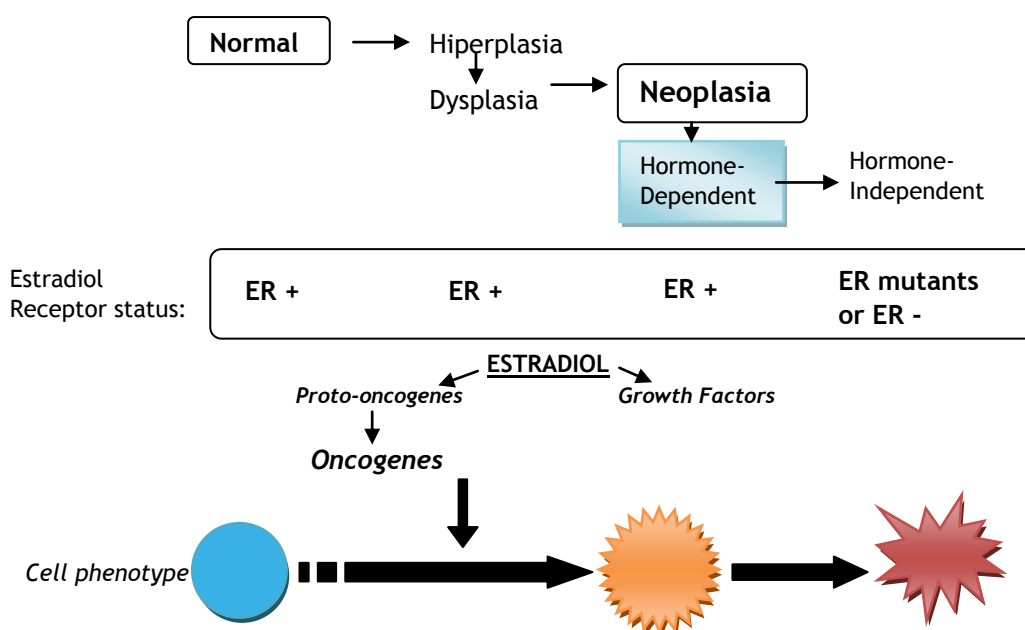 Normal
Hiperplasia
Dysplasia
Neoplasia
Hormone-
Dependent
Hormone-
Independent
Estradiol
Receptor status:
ER +
ER +
ER +
ER mutants
or ER -
ESTRADIOL
Proto-oncogenes
Growth Factors
Oncogenes
Cell phenotype